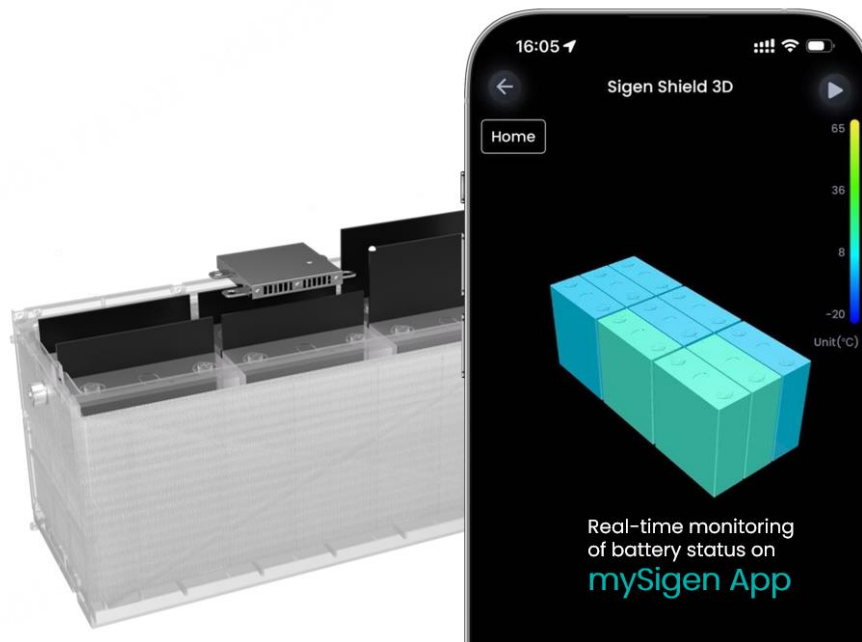 16:05
Sigen Shield 3D
Home
65
36
8
-20
Unit(°C)
Real-time monitoring
of battery status on
mySigen App